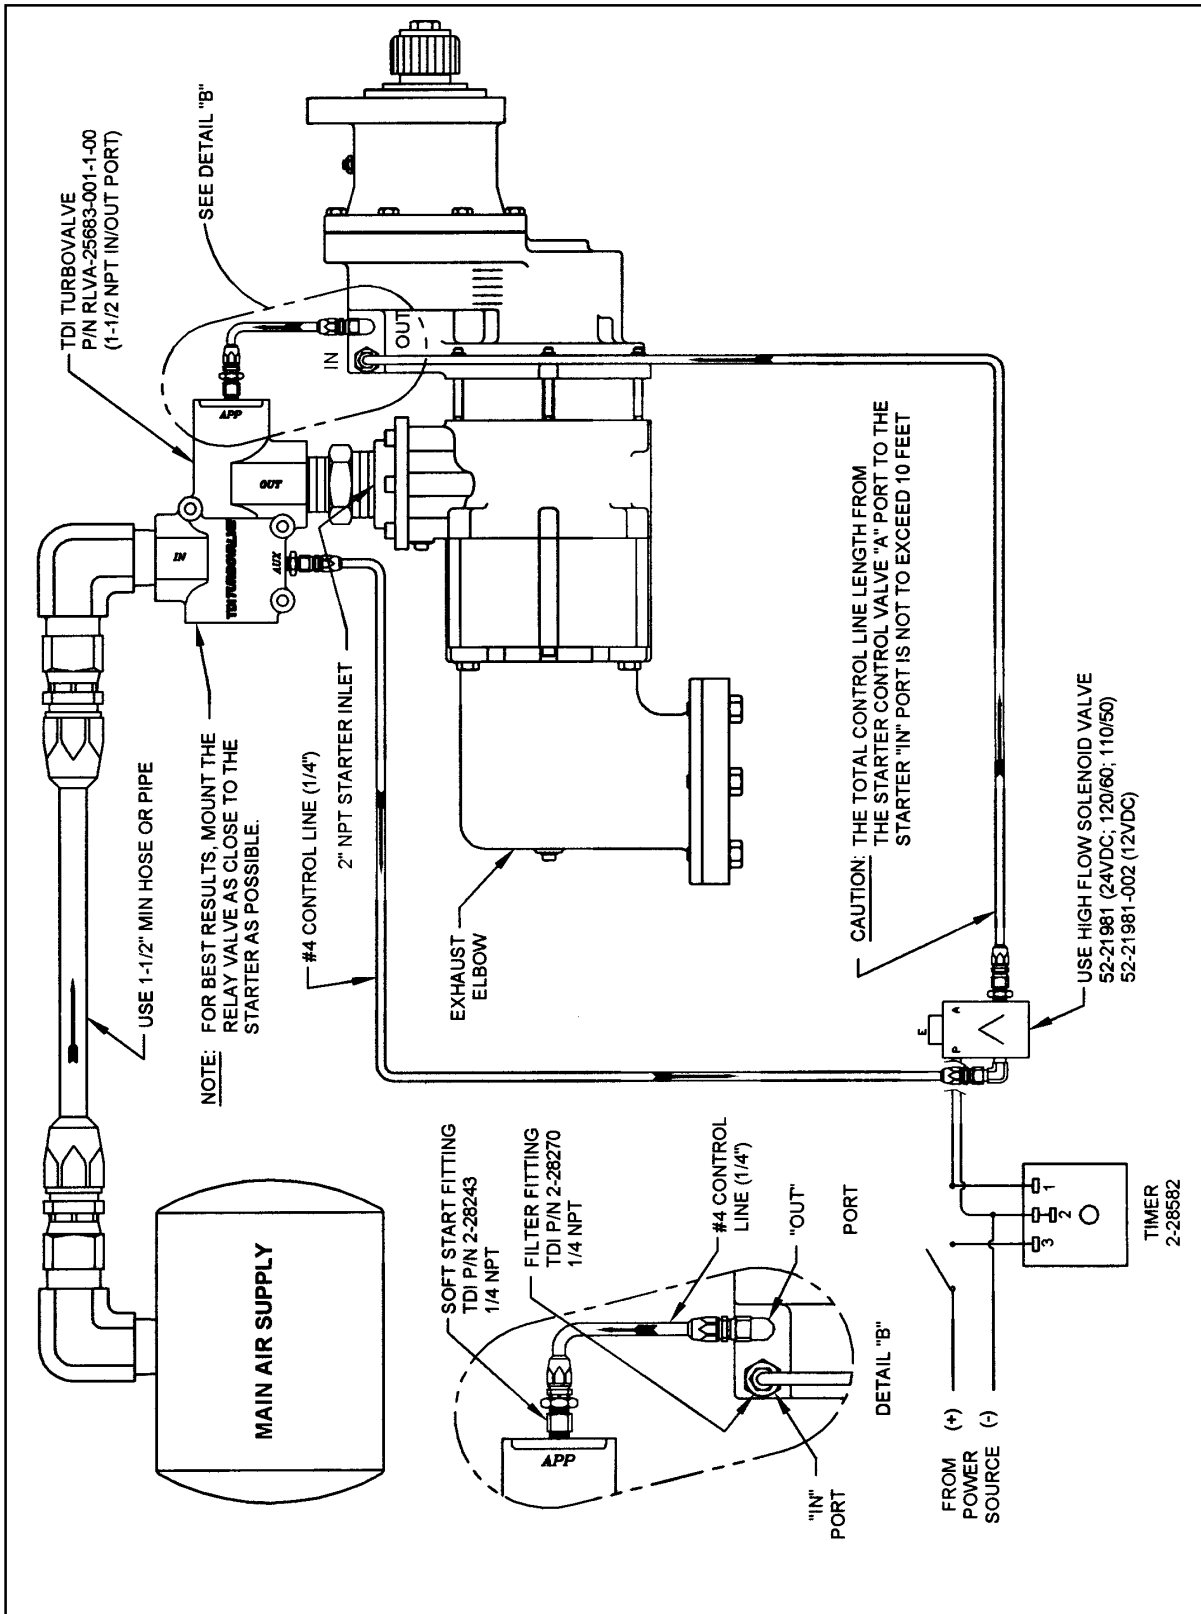 TDI TURBOVALVE
P/N RLVA-25683-001-1-00
(1-1/2 NPT IN/OUT PORT)
SEE DETAIL "B"
USE 1-1/2" MIN HOSE OR PIPE
NOTE: FOR BEST RESULTS, MOUNT THE
RELAY VALVE AS CLOSE TO THE
STARTER AS POSSIBLE.
#4 CONTROL LINE (1/4")
2" NPT STARTER INLET
IN
TDI TURBOVALVE
AUX
OUT
APP
IN
OUT
MAIN AIR SUPPLY
EXHAUST
ELBOW
CAUTION: THE TOTAL CONTROL LINE LENGTH FROM
THE STARTER CONTROL VALVE "A" PORT TO THE
STARTER "IN" PORT IS NOT TO EXCEED 10 FEET
SOFT START FITTING
TDI P/N 2-28243
1/4 NPT
FILTER FITTING
TDI P/N 2-28270
1/4 NPT
#4 CONTROL
LINE (1/4")
"OUT"
PORT
APP
"IN"
PORT
DETAIL "B"
E
P
A
USE HIGH FLOW SOLENOID VALVE
52-21981 (24VDC; 120/60; 110/50)
52-21981-002 (12VDC)
FROM
POWER
SOURCE
(+)
(-)
3
2
1
TIMER
2-28582